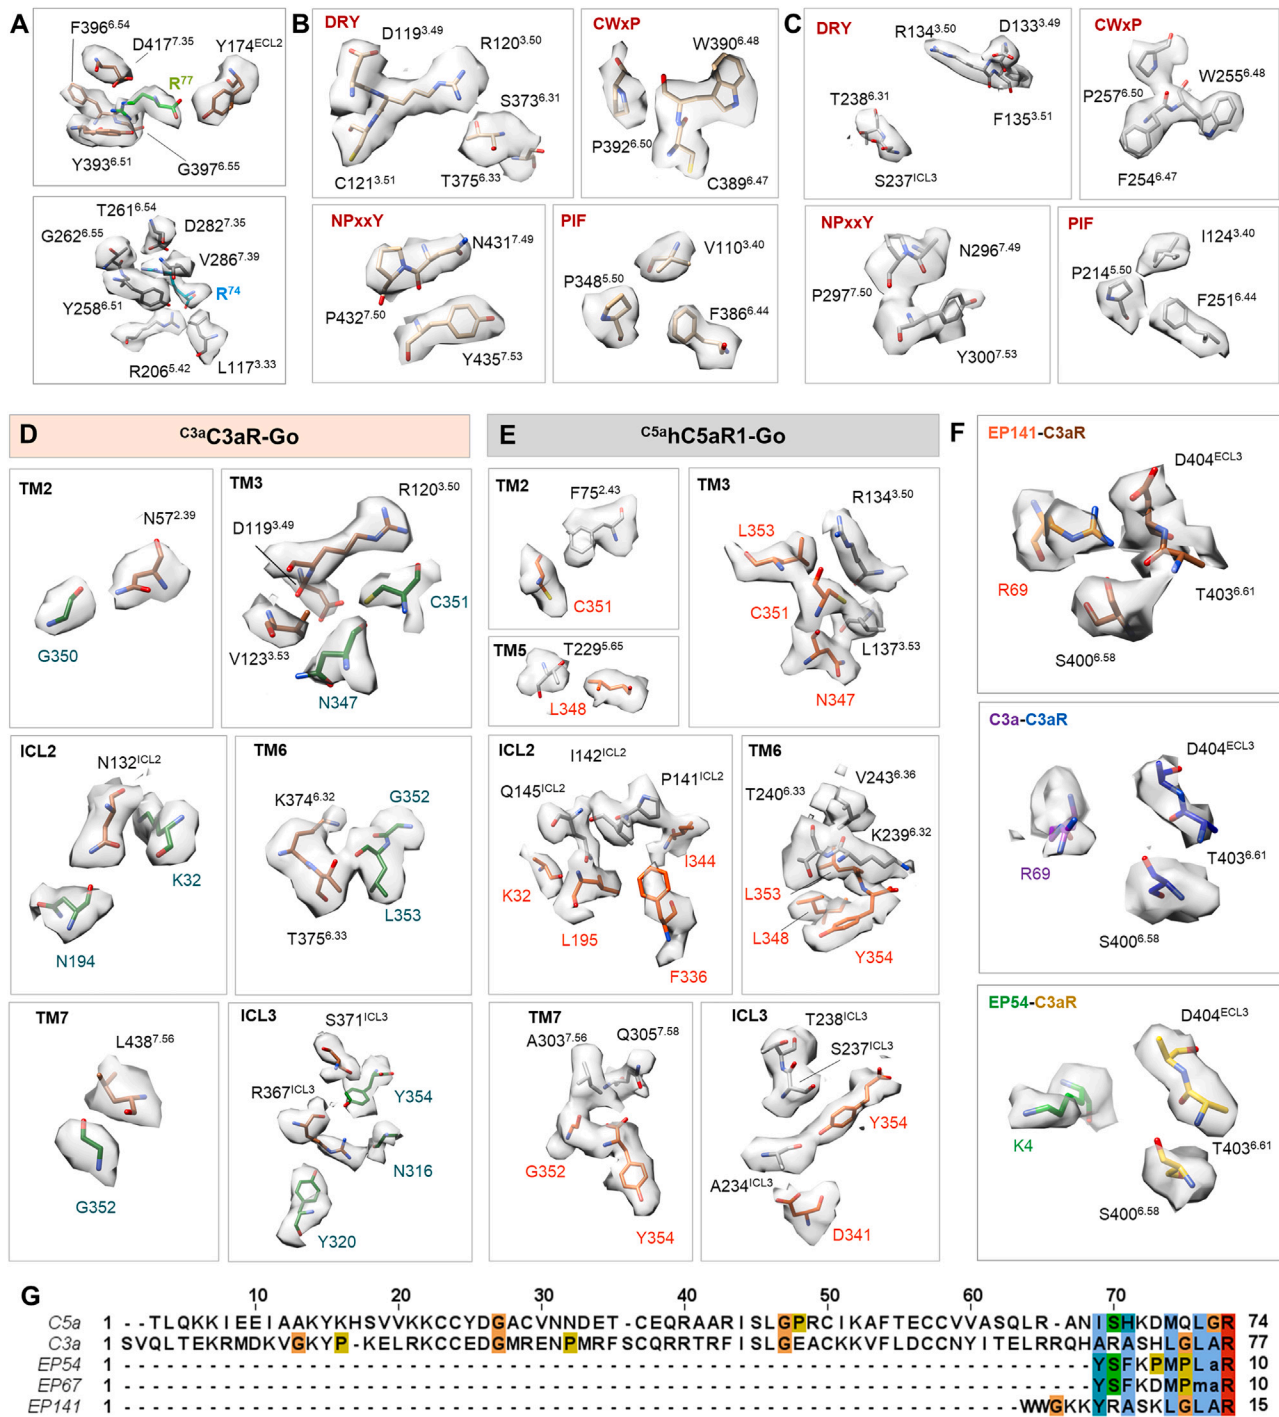 A
F396^6.54
D417^7.35
Y174^ECL2
R^77
Y393^6.51
G397^6.55
T261^6.54
D282^7.35
G262^6.55
V286^7.39
Y258^6.51
R^74
R206^5.42
L117^3.33
B
DRY
D119^3.49
R120^3.50
S373^6.31
C121^3.51
T375^6.33
CWxP
W390^6.48
P392^6.50
C389^6.47
NPxxY
N431^7.49
P432^7.50
Y435^7.53
PIF
V110^3.40
P348^5.50
F386^6.44
C
DRY
R134^3.50
D133^3.49
T238^6.31
F135^3.51
S237^ICL3
CWxP
W255^6.48
P257^6.50
F254^6.47
NPxxY
N296^7.49
P297^7.50
Y300^7.53
PIF
I124^3.40
P214^5.50
F251^6.44
D
^C3aC3aR-Go
TM2
N57^2.39
G350
TM3
R120^3.50
D119^3.49
C351
V123^3.53
N347
ICL2
N132^ICL2
K32
N194
TM6
K374^6.32
G352
L353
T375^6.33
TM7
L438^7.56
G352
ICL3
S371^ICL3
R367^ICL3
Y354
N316
Y320
E
^C5ahC5aR1-Go
TM2
F75^2.43
C351
TM5
T229^5.65
L348
TM3
R134^3.50
L353
C351
L137^3.53
N347
ICL2
I142^ICL2
Q145^ICL2
P141^ICL2
I344
K32
L195
F336
TM6
V243^6.36
T240^6.33
K239^6.32
L353
L348
Y354
TM7
A303^7.56
Q305^7.58
G352
Y354
ICL3
T238^ICL3
S237^ICL3
Y354
A234^ICL3
D341
F
EP141-C3aR
D404^ECL3
R69
T403^6.61
S400^6.58
C3a-C3aR
D404^ECL3
R69
T403^6.61
S400^6.58
EP54-C3aR
D404^ECL3
K4
T403^6.61
S400^6.58
G
10 20 30 40 50 60 70
C5a 1 --TLQKKIEEIAAKYKHSVVKKCCYDGACVNNDET-CEQRAARISLGPRCIKAFTECCVVASQLR-ANISHKDMQLGR 74
C3a 1 SVQLTEKRMDKVGKYP-KELRKCCEDGMRENPMRFSCQRRTRFISLGEACKKVFLDCCNYITELRRQHARASHLGLAR 77
EP54 1 --------------------------------------------------------------------YSFKPMPLaR 10
EP67 1 --------------------------------------------------------------------YSFKDMPmaR 10
EP141 1 ---------------------------------------------------------------WWGKKYRASKLGLAR 15